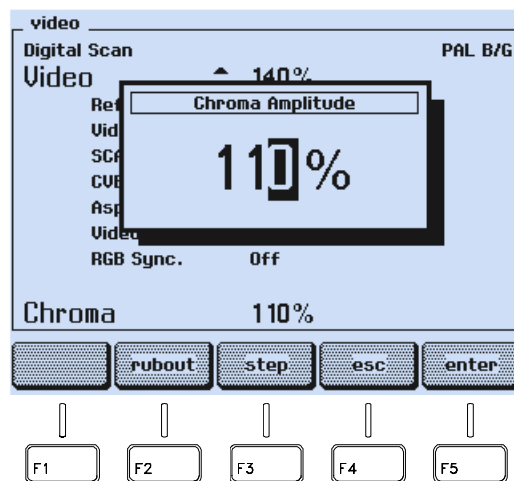 video
Digital Scan PAL B/G
Video 140%
Ref
Chroma Amplitude
Vid
SCA
110%
CVB
Asp
Video
RGB Sync. Off
Chroma 110%
rubout step esc enter
F1 F2 F3 F4 F5